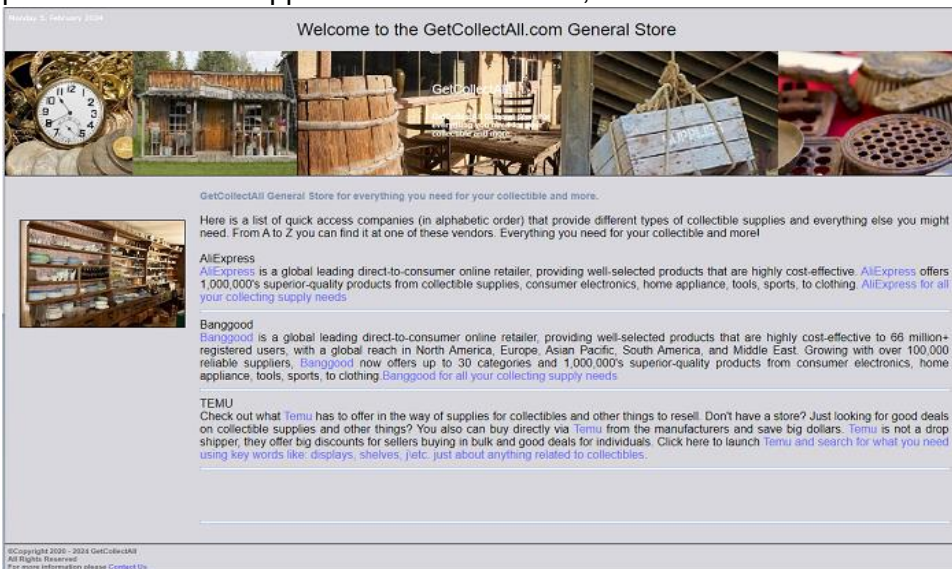 Monday 5, February 2024
Welcome to the GetCollectAll.com General Store
GetCollectAll
everything you need for your
collectible and more.
SUPPLIE
GetCollectAll General Store for everything you need for your collectible and more.
Here is a list of quick access companies (in alphabetic order) that provide different types of collectible supplies and everything else you might
need. From A to Z you can find it at one of these vendors. Everything you need for your collectible and more!
AliExpress
AliExpress is a global leading direct-to-consumer online retailer, providing well-selected products that are highly cost-effective. AliExpress offers
1,000,000's superior-quality products from collectible supplies, consumer electronics, home appliance, tools, sports, to clothing. AliExpress for all
your collecting supply needs
Banggood
Banggood is a global leading direct-to-consumer online retailer, providing well-selected products that are highly cost-effective to 66 million+
registered users, with a global reach in North America, Europe, Asian Pacific, South America, and Middle East. Growing with over 100,000
reliable suppliers, Banggood now offers up to 30 categories and 1,000,000's superior-quality products from consumer electronics, home
appliance, tools, sports, to clothing.Banggood for all your collecting supply needs
TEMU
Check out what Temu has to offer in the way of supplies for collectibles and other things to resell. Don't have a store? Just looking for good deals
on collectible supplies and other things? You also can buy directly via Temu from the manufacturers and save big dollars. Temu is not a drop
shipper, they offer big discounts for sellers buying in bulk and good deals for individuals. Click here to launch Temu and search for what you need
using key words like: displays, shelves, j\etc. just about anything related to collectibles.
©Copyright 2020 - 2024 GetCollectAll
All Rights Reserved
For more information please Contact Us